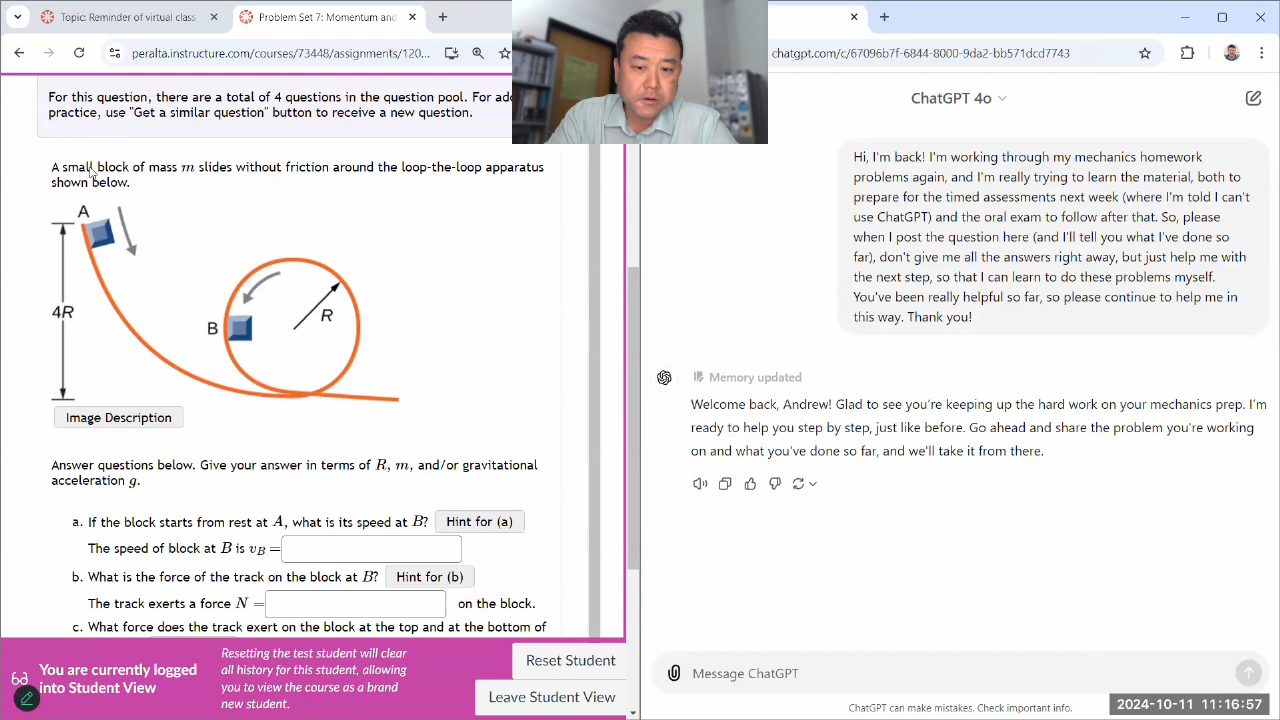 Topic reminder of virtual class
Problem Set 7: Momentum and
peralta.instructure.com/courses/73448/assignments/120...
chatgpt.com/c/67096b7f-6844-8000-9da2-bb571dcd7743
For this question, there are a total of 4 questions in the question pool. For add
practice, use "Get a similar question" button to receive a new question.
A small block of mass m slides without friction around the loop-the-loop apparatus
shown below.
A
4R
B
R
Image Description
Answer questions below. Give your answer in terms of R, m, and/or gravitational
acceleration g.
a. If the block starts from rest at A, what is its speed at B? Hint for (a)
The speed of block at B is vB =
b. What is the force of the track on the block at B? Hint for (b)
The track exerts a force N = on the block.
c. What force does the track exert on the block at the top and at the bottom of
You are currently logged
into Student View
Resetting the test student will clear
all history for this student, allowing
you to view the course as a brand
new student.
Reset Student
Leave Student View
ChatGPT 4o
Hi, I'm back! I'm working through my mechanics homework
problems again, and I'm really trying to learn the material, both to
prepare for the timed assessments next week (where I'm told I can't
use ChatGPT) and the oral exam to follow after that. So, please
when I post the question here (and I'll tell you what I've done so
far), don't give me all the answers right away, but just help me with
the next step, so that I can learn to do these problems myself.
You've been really helpful so far, so please continue to help me in
this way. Thank you!
Memory updated
Welcome back, Andrew! Glad to see you're keeping up the hard work on your mechanics prep. I'm
ready to help you step by step, just like before. Go ahead and share the problem you're working
on and what you've done so far, and we'll take it from there.
Message ChatGPT
ChatGPT can make mistakes. Check important info.
2024-10-11 11:16:57